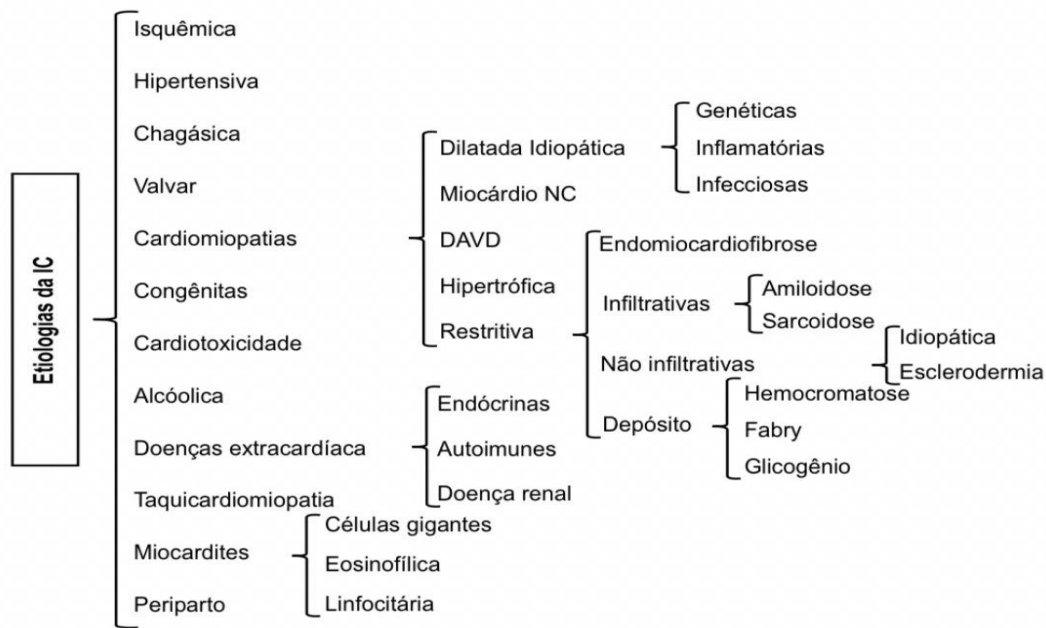 Etiologias da IC
Isquêmica
Hipertensiva
Chagásica
Valvar
Cardiomiopatias
Congênitas
Cardiotoxicidade
Alcóolica
Doenças extracardíaca
Taquicardiomiopatia
Miocardites
Periparto
Dilatada Idiopática
Miocárdio NC
DAVD
Hipertrófica
Restritiva
Genéticas
Inflamatórias
Infecciosas
Endomiocardiofibrose
Infiltrativas
Não infiltrativas
Depósito
Amiloidose
Sarcoidose
Idiopática
Esclerodermia
Hemocromatose
Fabry
Glicogênio
Endócrinas
Autoimunes
Doença renal
Células gigantes
Eosinofílica
Linfocitária